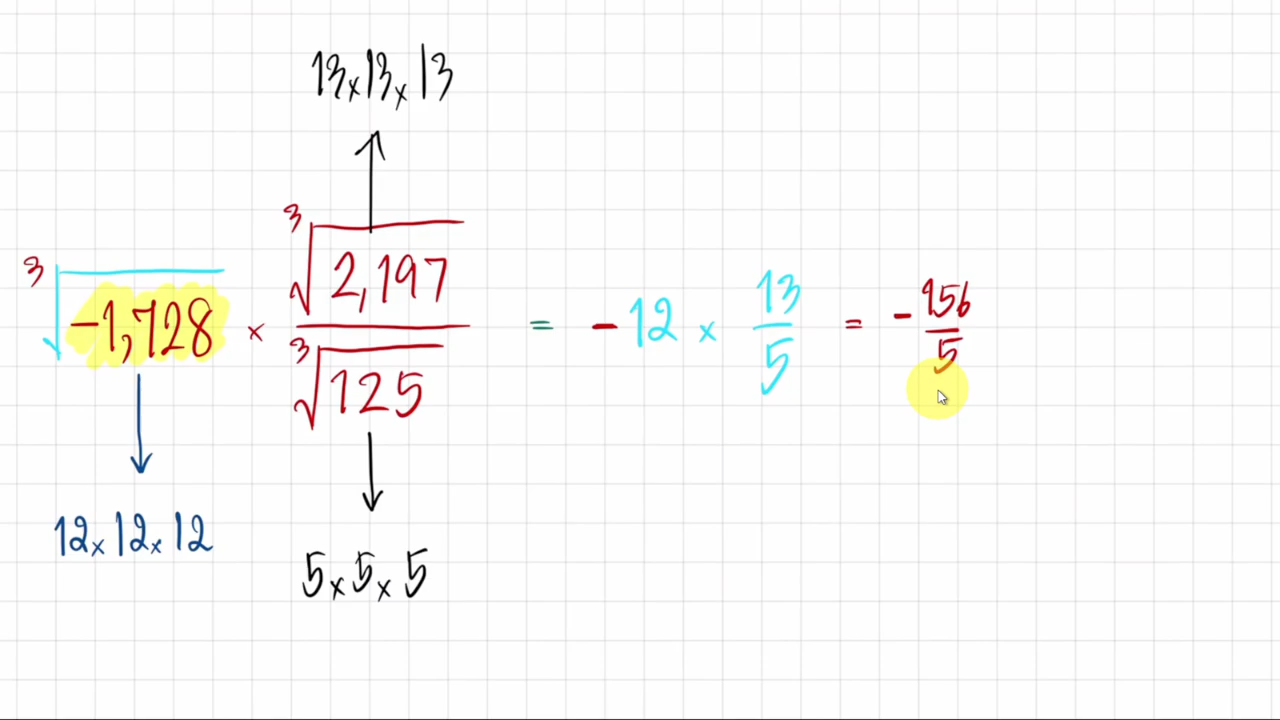 13×13×13
∛-1,728 × ∛2,197 / ∛125 = -12 × 13/5 = -156/5
12×12×12
5×5×5